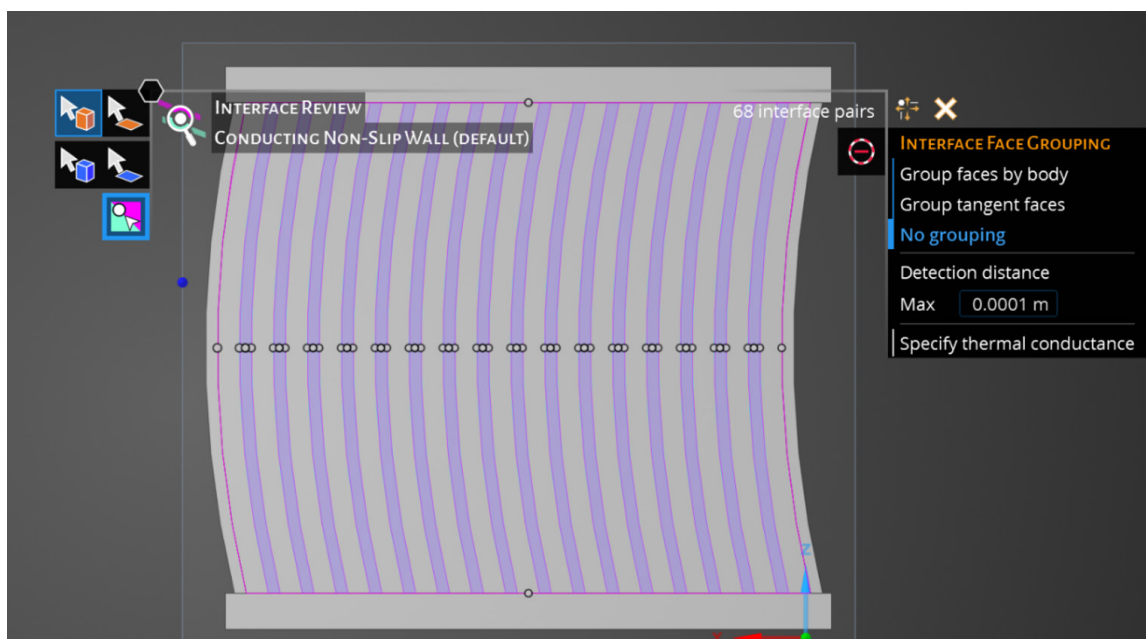 INTERFACE REVIEW
CONDUCTING NON-SLIP WALL (DEFAULT)
68 interface pairs
INTERFACE FACE GROUPING
Group faces by body
Group tangent faces
No grouping
Detection distance
Max 0.0001 m
Specify thermal conductance
Z